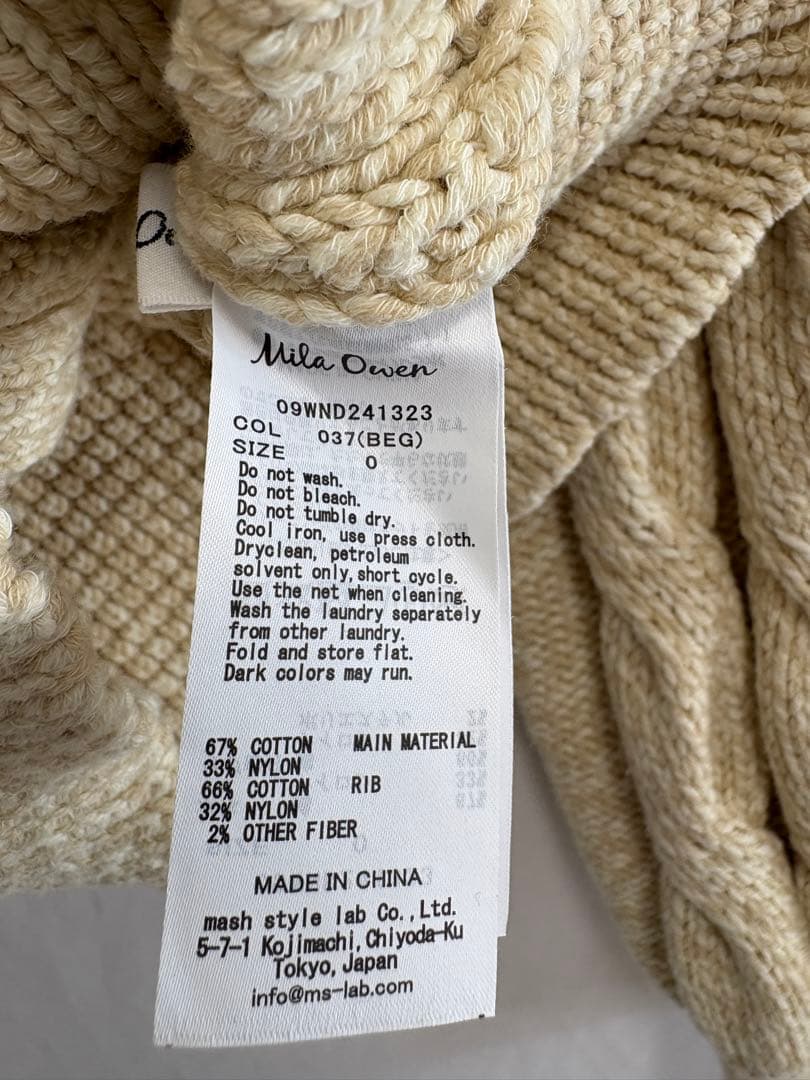 Mila Owen
09WND241323
COL 037(BEG)
SIZE 0
Do not wash.
Do not bleach.
Do not tumble dry.
Cool iron, use press cloth.
Dryclean, petroleum
solvent only,short cycle.
Use the net when cleaning.
Wash the laundry separately
from other laundry.
Fold and store flat.
Dark colors may run.
67% COTTON MAIN MATERIAL
33% NYLON
66% COTTON RIB
32% NYLON
2% OTHER FIBER
MADE IN CHINA
mash style lab Co.,Ltd.
5-7-1 Kojimachi,Chiyoda-Ku
Tokyo,Japan
info@ms-lab.com